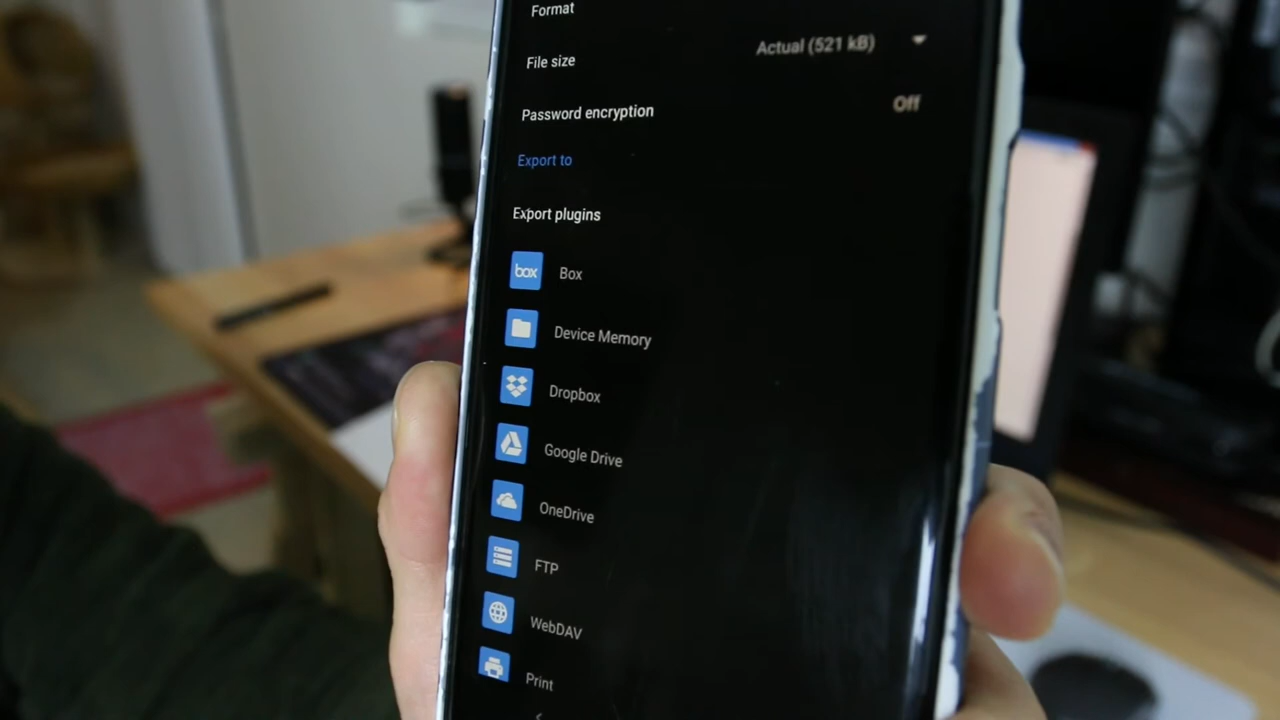 Format
File size Actual (521 kB)
Password encryption Off
Export to
Export plugins
box Box
Device Memory
Dropbox
Google Drive
OneDrive
FTP
WebDAV
Print